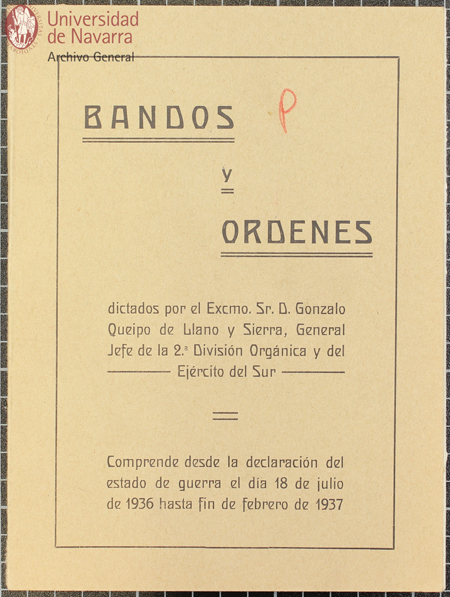 Universidad
de Navarra
Archivo General
BANDOS
P
y
ORDENES
dictados por el Excmo. Sr. D. Gonzalo
Queipo de Llano y Sierra, General
Jefe de la 2.ª División Orgánica y del
Ejército del Sur
Comprende desde la declaración del
estado de guerra el día 18 de julio
de 1936 hasta fin de febrero de 1937